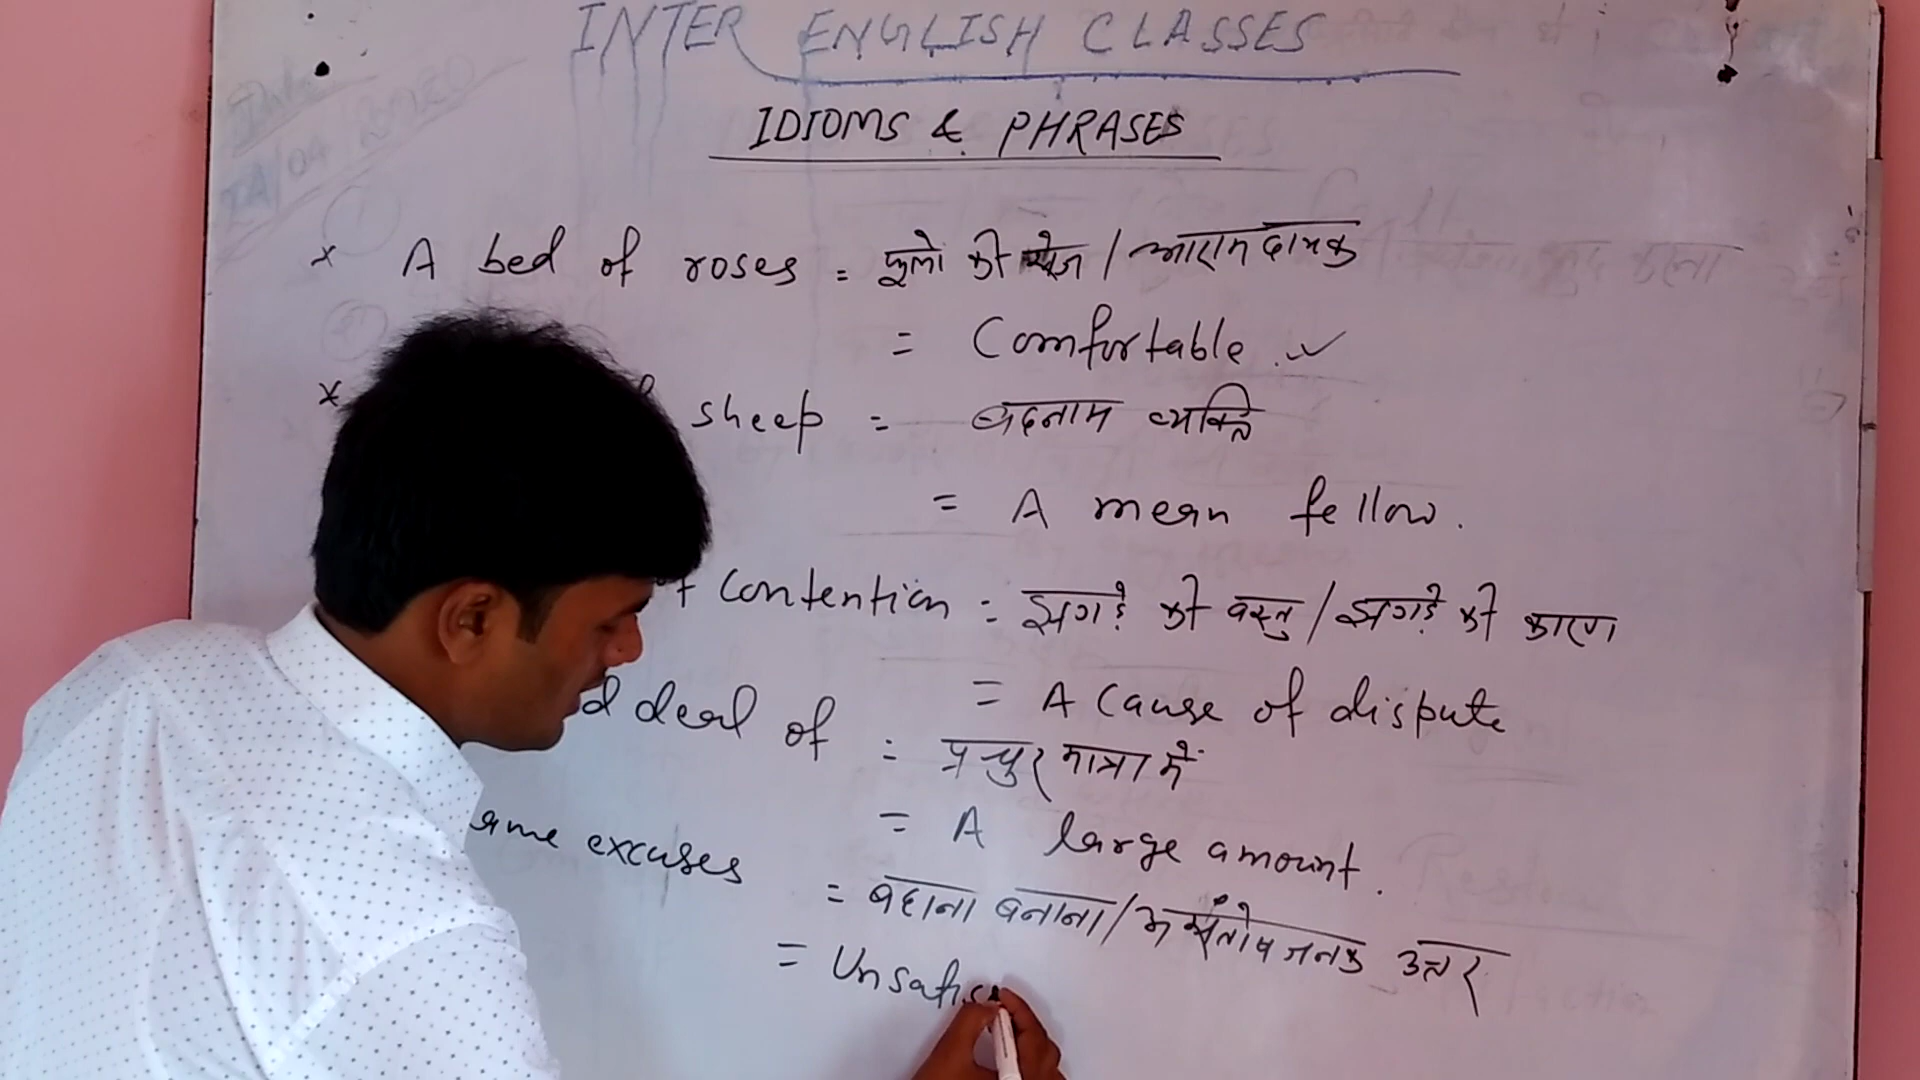 INTER ENGLISH CLASSES
IDIOMS & PHRASES
* A bed of roses = फूलो की सेज / आरामदायक
= Comfortable.
* sheep = बदनाम व्यक्ति
= A mean fellow.
contention = झगड़े की वस्तु / झगड़े की कारण
= A cause of dispute
d deal of = प्रचुर मात्रा में
= A large amount.
ame excuses = बहाना बनाना / असंतोषजनक उत्तर
= Unsatis